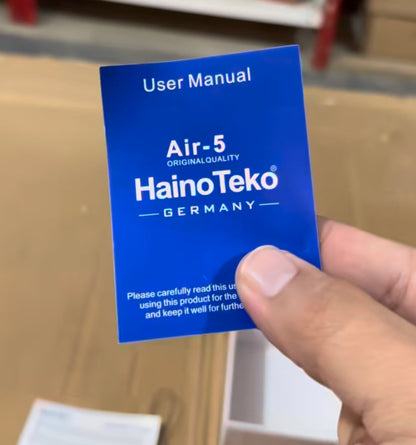 User Manual
Air-5
ORIGINALQUALITY
HainoTeko®
GERMANY
Please carefully read this
using this product for the
and keep it well for